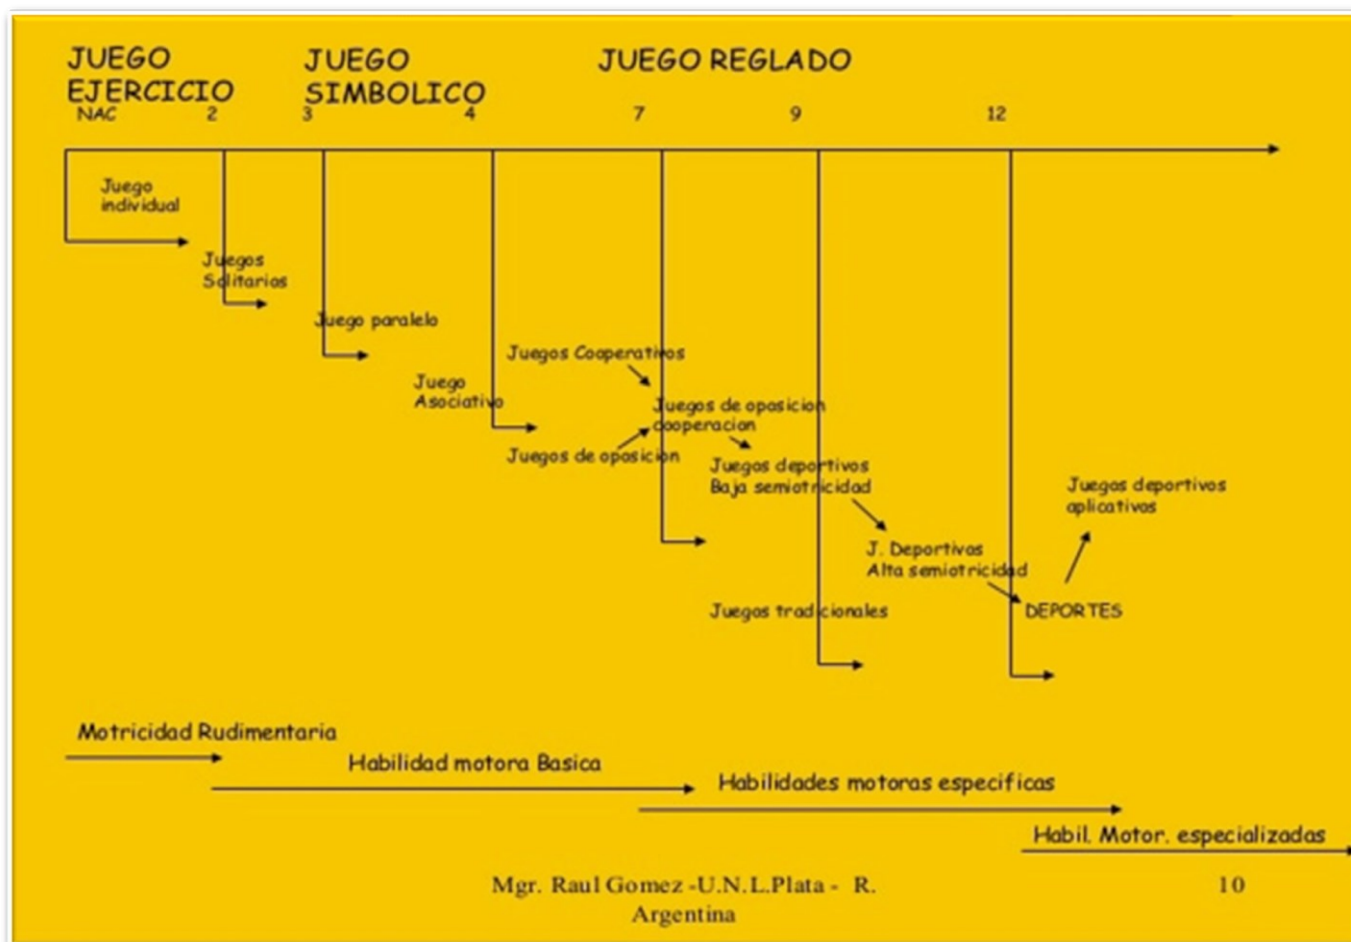 JUEGO
EJERCICIO
JUEGO
SIMBOLICO
JUEGO REGLADO
NAC 2 3 4 7 9 12
Juego
individual
Juegos
Solitarios
Juego paralelo
Juego
Asociativo
Juegos Cooperativos
Juegos de oposicion
cooperacion
Juegos de oposicion
Juegos deportivos
Baja semiotricidad
Juegos deportivos
aplicativos
J. Deportivos
Alta semiotricidad
Juegos tradicionales
DEPORTES
Motricidad Rudimentaria
Habilidad motora Basica
Habilidades motoras especificas
Habil. Motor. especializadas
Mgr. Raul Gomez -U.N.L.Plata - R.
Argentina
10